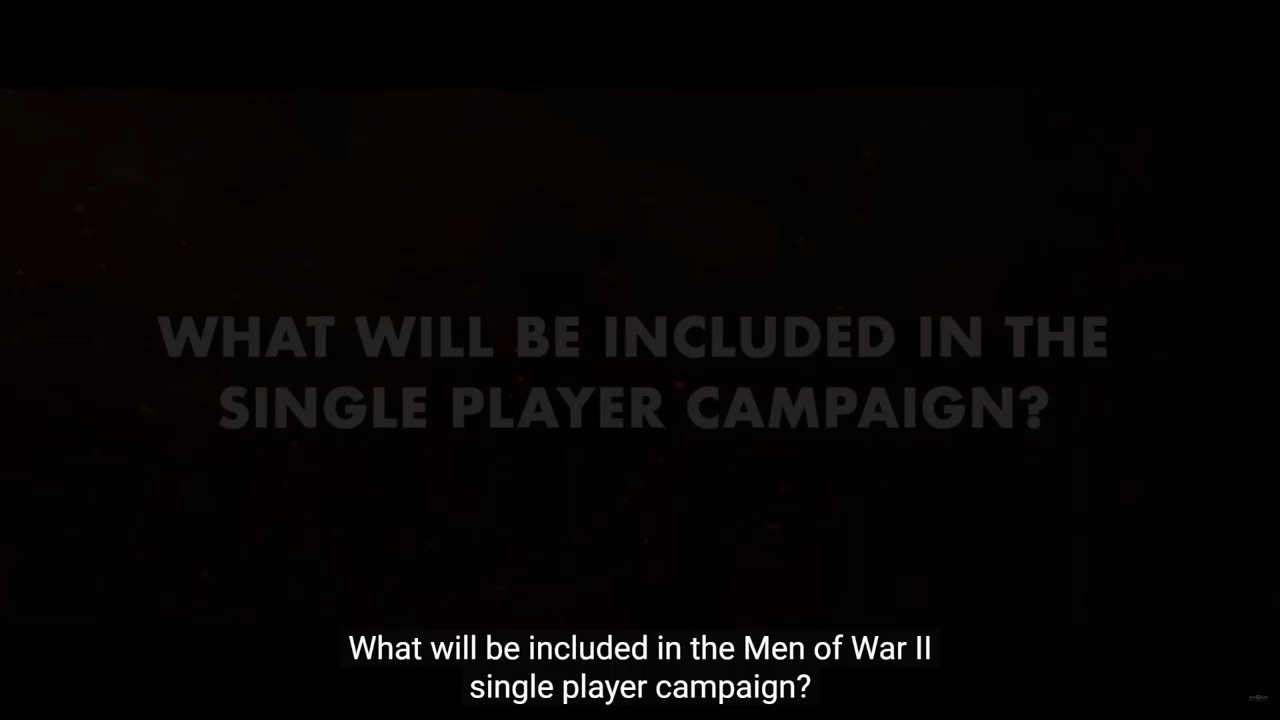 WHAT WILL BE INCLUDED IN THE
SINGLE PLAYER CAMPAIGN?
What will be included in the Men of War II
single player campaign?